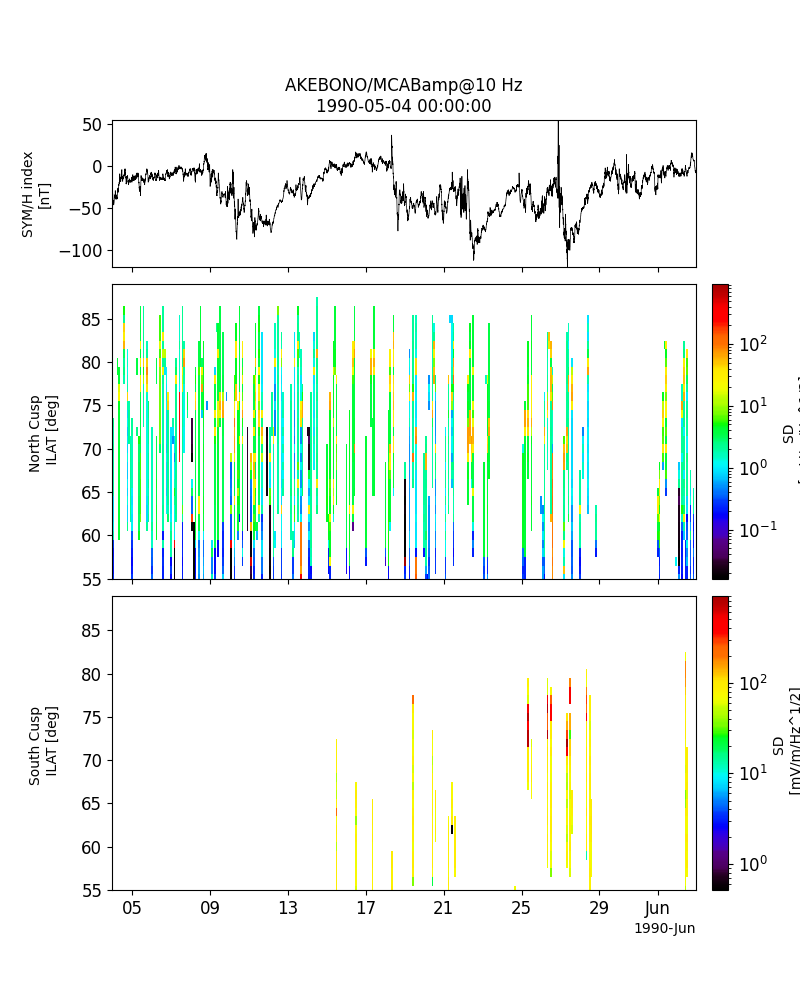 AKEBONO/MCABamp@10 Hz
1990-05-04 00:00:00
SYM/H index
[nT]
50
0
−50
−100
North Cusp
ILAT [deg]
85
80
75
70
65
60
55
10^2
10^1
10^0
10^−1
SD
South Cusp
ILAT [deg]
85
80
75
70
65
60
55
10^2
10^1
10^0
SD
[mV/m/Hz^1/2]
05
09
13
17
21
25
29
Jun
1990-Jun